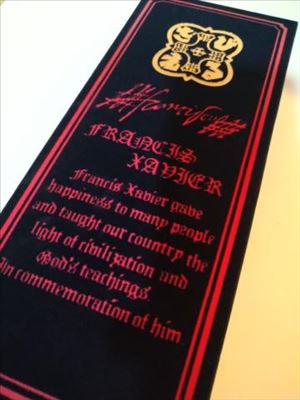 FRANCIS
XAVIER
Francis Xavier gave
happiness to many people
and taught our country the
light of civilization and
God's teachings
In commemoration of him.